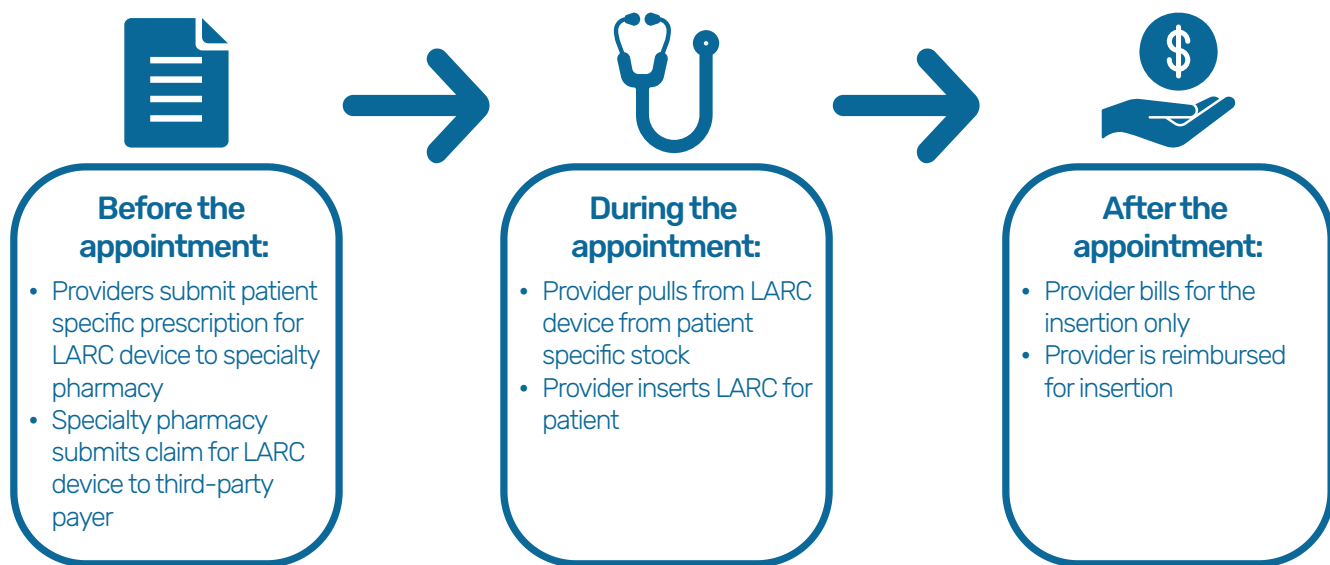 $
Before the
appointment:
• Providers submit patient
specific prescription for
LARC device to specialty
pharmacy
• Specialty pharmacy
submits claim for LARC
device to third-party
payer
During the
appointment:
• Provider pulls from LARC
device from patient
specific stock
• Provider inserts LARC for
patient
After the
appointment:
• Provider bills for the
insertion only
• Provider is reimbursed
for insertion